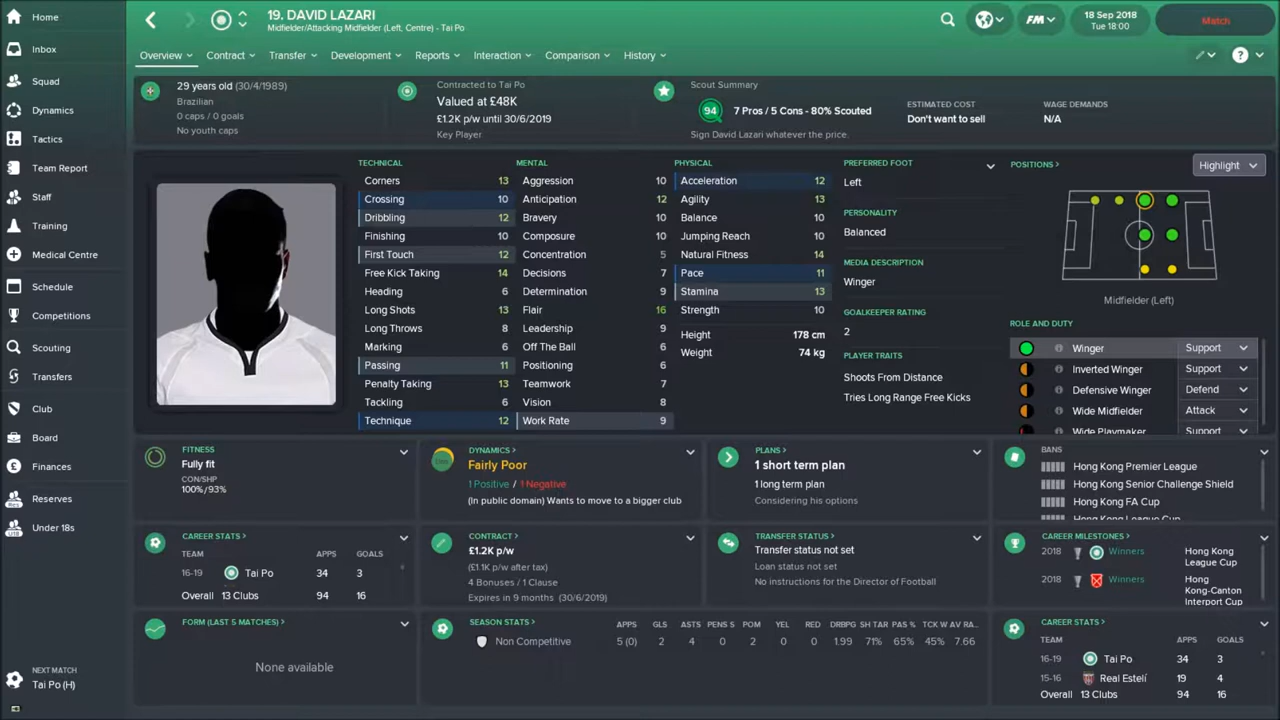 Home
Inbox
Squad
Dynamics
Tactics
Team Report
Staff
Training
Medical Centre
Schedule
Competitions
Scouting
Transfers
Club
Board
Finances
Reserves
Under 18s
NEXT MATCH
Tai Po (H)
19. DAVID LAZARI
Midfielder/Attacking Midfielder (Left, Centre) - Tai Po
FM
18 Sep 2018
Tue 18:00
Match
Overview Contract Transfer Development Reports Interaction Comparison History
29 years old (30/4/1989)
Brazilian
0 caps / 0 goals
No youth caps
Contracted to Tai Po
Valued at £48K
£1.2K p/w until 30/6/2019
Key Player
Scout Summary
94 7 Pros / 5 Cons - 80% Scouted
Sign David Lazari whatever the price.
ESTIMATED COST
Don't want to sell
WAGE DEMANDS
N/A
TECHNICAL
Corners 13
Crossing 10
Dribbling 12
Finishing 10
First Touch 12
Free Kick Taking 14
Heading 6
Long Shots 13
Long Throws 8
Marking 6
Passing 11
Penalty Taking 13
Tackling 6
Technique 12
MENTAL
Aggression 10
Anticipation 12
Bravery 10
Composure 10
Concentration 5
Decisions 7
Determination 9
Flair 16
Leadership 9
Off The Ball 6
Positioning 6
Teamwork 7
Vision 8
Work Rate 9
PHYSICAL
Acceleration 12
Agility 13
Balance 10
Jumping Reach 10
Natural Fitness 14
Pace 11
Stamina 13
Strength 10
Height 178 cm
Weight 74 kg
PREFERRED FOOT
Left
PERSONALITY
Balanced
MEDIA DESCRIPTION
Winger
GOALKEEPER RATING
2
PLAYER TRAITS
Shoots From Distance
Tries Long Range Free Kicks
POSITIONS >
Highlight
Midfielder (Left)
ROLE AND DUTY
Winger Support
Inverted Winger Support
Defensive Winger Defend
Wide Midfielder Attack
Wide Playmaker Support
FITNESS
Fully fit
CON/SHP
100%/93%
DYNAMICS >
Fairly Poor
1 Positive / 1 Negative
(In public domain) Wants to move to a bigger club
PLANS >
1 short term plan
1 long term plan
Considering his options
BANS
Hong Kong Premier League
Hong Kong Senior Challenge Shield
Hong Kong FA Cup
Hong Kong League Cup
CAREER STATS >
TEAM APPS GOALS
16-19 Tai Po 34 3
Overall 13 Clubs 94 16
CONTRACT >
£1.2K p/w
(£1.1K p/w after tax)
4 Bonuses / 1 Clause
Expires in 9 months (30/6/2019)
TRANSFER STATUS >
Transfer status not set
Loan status not set
No instructions for the Director of Football
CAREER MILESTONES >
2018 Winners Hong Kong League Cup
2018 Winners Hong Kong-Canton Interport Cup
FORM (LAST 5 MATCHES) >
None available
SEASON STATS >
APPS GLS ASTS PENS S POM YEL RED DRBPG SH TAR PAS % TCK W AV RA...
Non Competitive 5 (0) 2 4 0 2 0 0 1.99 71% 65% 45% 7.66
CAREER STATS >
TEAM APPS GOALS
16-19 Tai Po 34 3
15-16 Real Estelí 19 4
Overall 13 Clubs 94 16